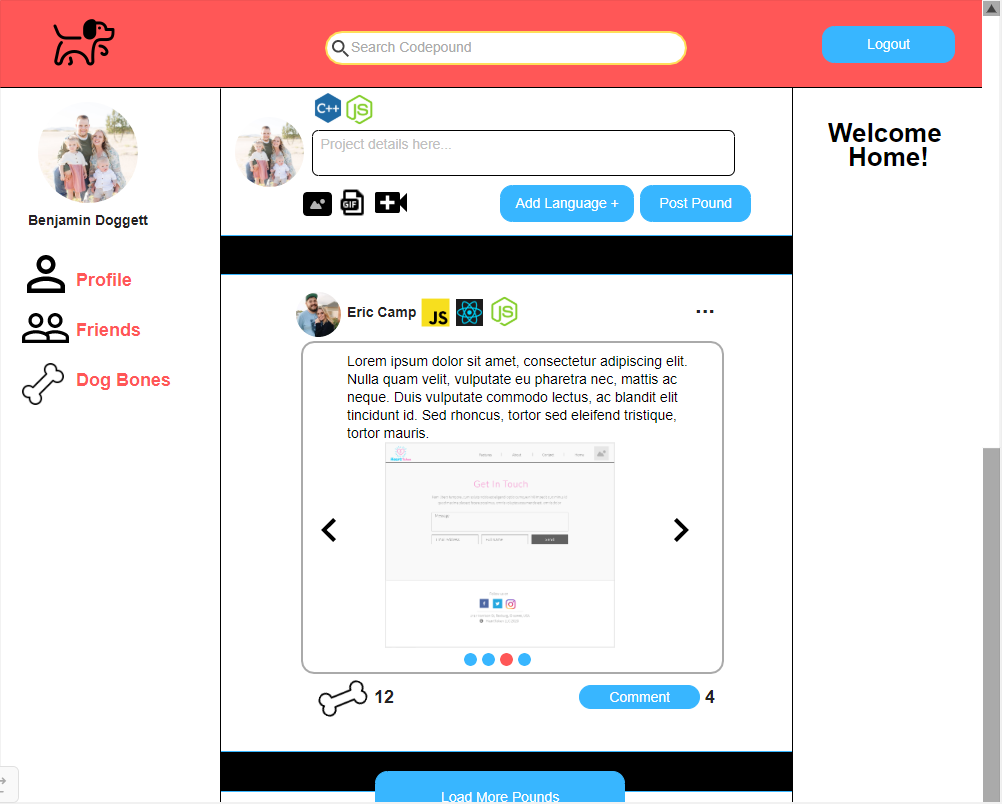 Search Codepound
Logout
Benjamin Doggett
Profile
Friends
Dog Bones
C++
JS
Project details here...
GIF
Add Language +
Post Pound
Welcome
Home!
Eric Camp
JS
JS
...
Lorem ipsum dolor sit amet, consectetur adipiscing elit.
Nulla quam velit, vulputate eu pharetra nec, mattis ac
neque. Duis vulputate commodo lectus, ac blandit elit
tincidunt id. Sed rhoncus, tortor sed eleifend tristique,
tortor mauris.
About
Contact
Get In Touch
12
Comment
4
Load More Pounds